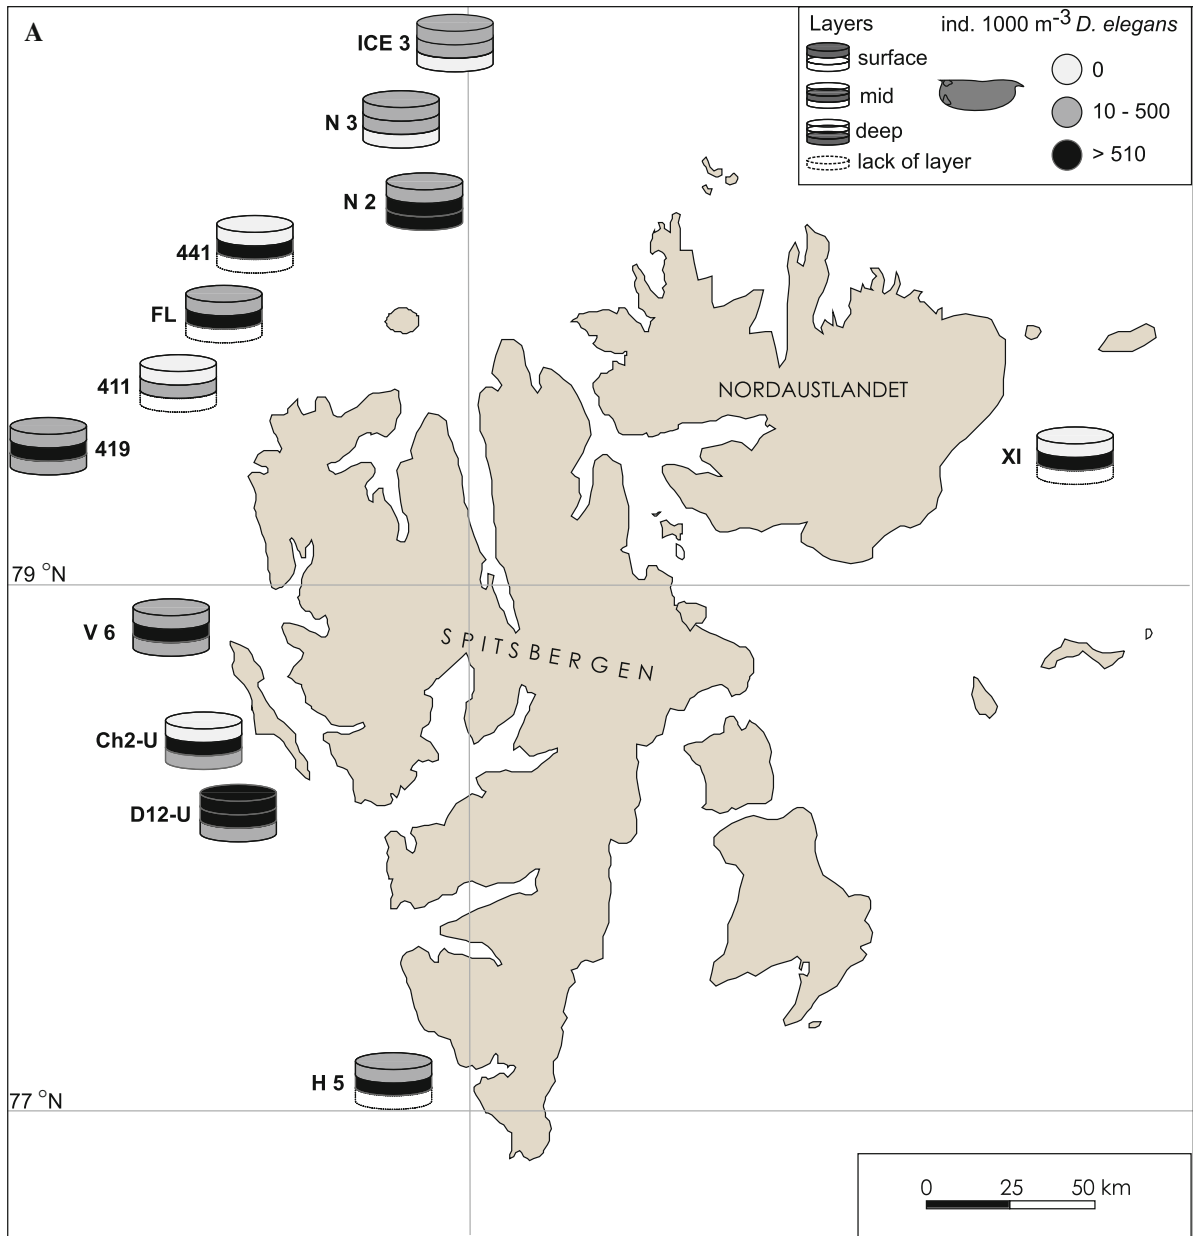 A
ICE 3
N 3
N 2
441
FL
411
419
Layers
surface
mid
deep
lack of layer
ind. 1000 m-3 D. elegans
0
10 - 500
> 510
NORDAUSTLANDET
XI
79 °N
V 6
SPITSBERGEN
Ch2-U
D12-U
H 5
77 °N
0 25 50 km